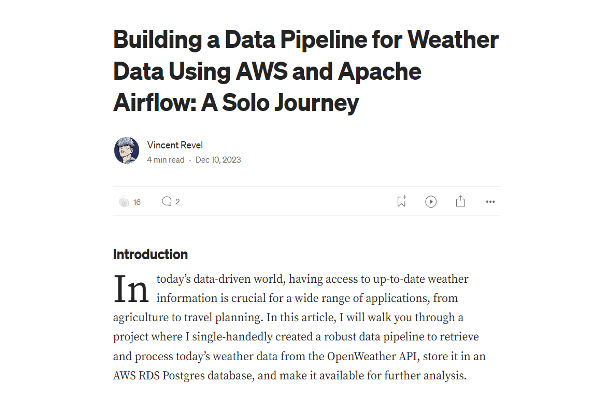 Building a Data Pipeline for Weather
Data Using AWS and Apache
Airflow: A Solo Journey
Vincent Revel
4 min read · Dec 10, 2023
16 2
Introduction
In today's data-driven world, having access to up-to-date weather
information is crucial for a wide range of applications, from
agriculture to travel planning. In this article, I will walk you through a
project where I single-handedly created a robust data pipeline to retrieve
and process today's weather data from the OpenWeather API, store it in an
AWS RDS Postgres database, and make it available for further analysis.